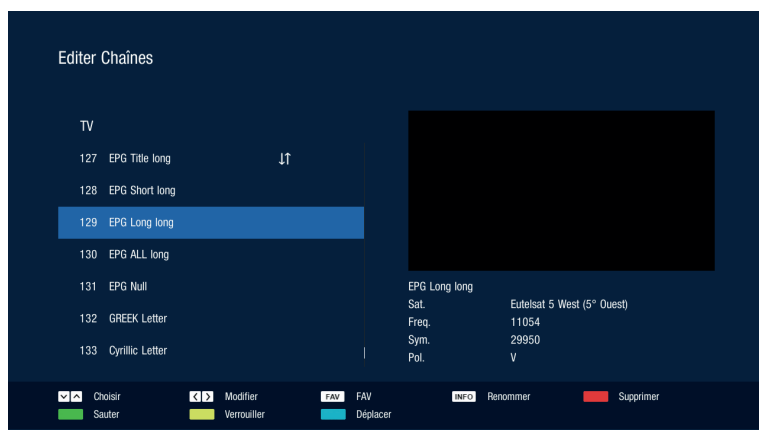 Editer Chaînes
TV
127 EPG Title long
128 EPG Short long
129 EPG Long long
130 EPG ALL long
131 EPG Null
132 GREEK Letter
133 Cyrillic Letter
EPG Long long
Sat. Eutelsat 5 West (5° Ouest)
Freq. 11054
Sym. 29950
Pol. V
Choisir Modifier FAV FAV INFO Renommer Supprimer
Sauter Verrouiller Déplacer